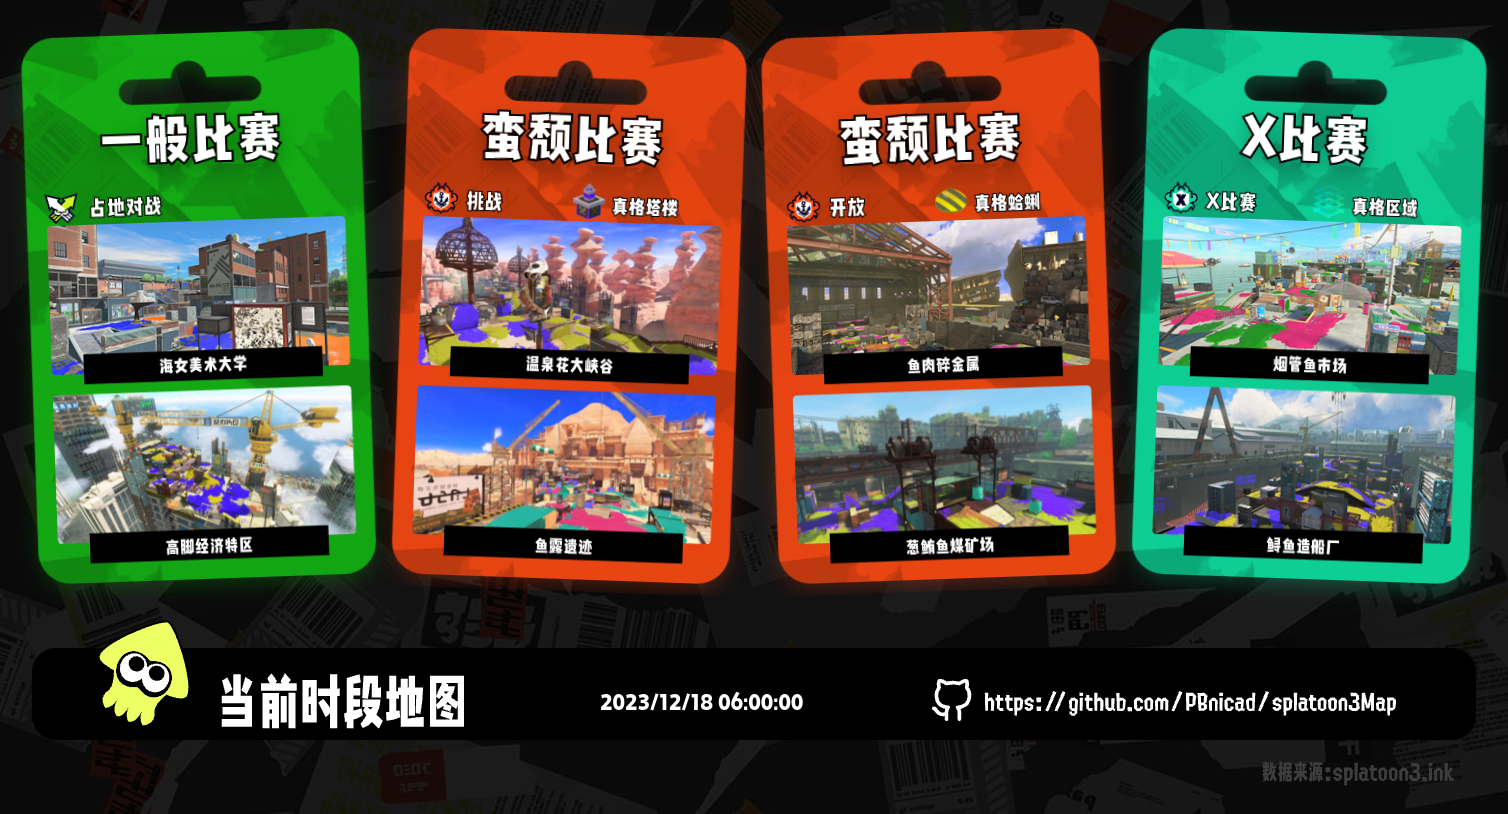 一般比赛
占地对战
海女美术大学
高脚经济特区
蛮颓比赛
挑战
真格塔楼
温泉花大峡谷
鱼露遗迹
蛮颓比赛
开放
真格蛤蜊
鱼肉碎金属
葱鲔鱼煤矿场
X比赛
X比赛
真格区域
烟管鱼市场
鲟鱼造船厂
当前时段地图
2023/12/18 06:00:00
https://github.com/PBnicad/splatoon3Map
数据来源:splatoon3.ink